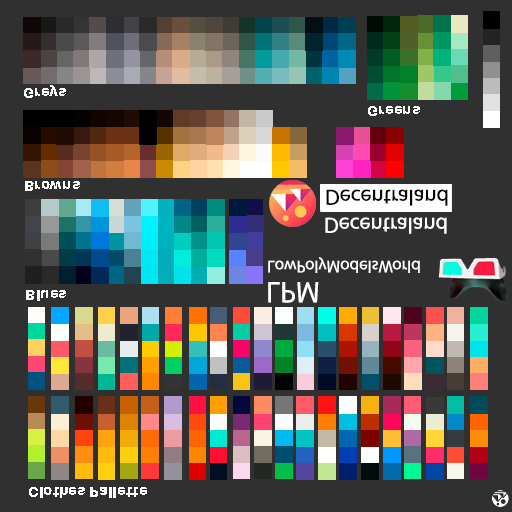 Greys
Greens
Browns
Decentraland
Decentraland
LowPolyModelsWorld
LPM
Blues
Clothes Pallette